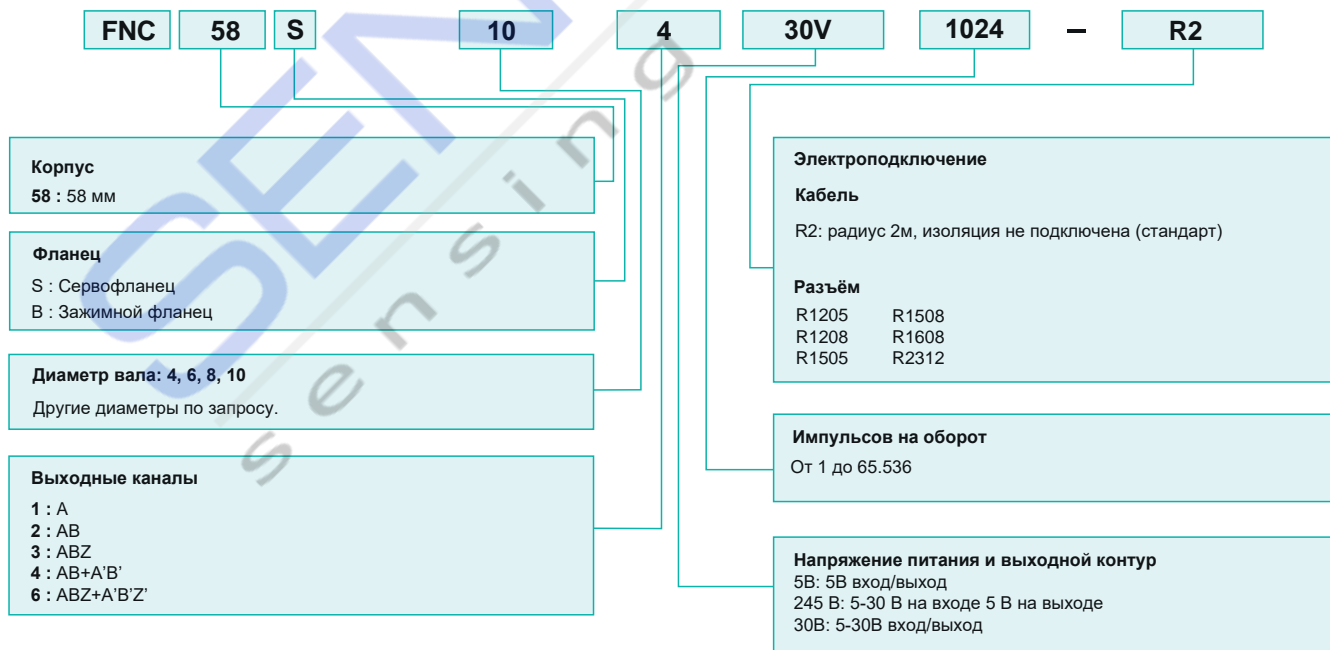 FNC 58 S 10 4 30V 1024 – R2
Корпус
58 : 58 мм
Фланец
S : Сервофланец
B : Зажимной фланец
Диаметр вала: 4, 6, 8, 10
Другие диаметры по запросу.
Выходные каналы
1 : A
2 : AB
3 : ABZ
4 : AB+A’B’
6 : ABZ+A’B’Z’
Электроподключение
Кабель
R2: радиус 2м, изоляция не подключена (стандарт)
Разъём
R1205 R1508
R1208 R1608
R1505 R2312
Импульсов на оборот
От 1 до 65.536
Напряжение питания и выходной контур
5В: 5В вход/выход
245 В: 5-30 В на входе 5 В на выходе
30В: 5-30В вход/выход
SEN
sensing